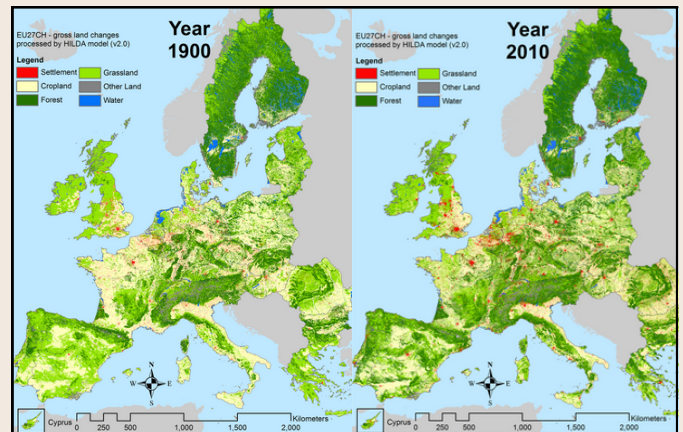 EU27CH - gross land changes
processed by HILDA model (v2.0)
Year
1900
Legend
Settlement
Grassland
Cropland
Other Land
Forest
Water
N
W
E
S
Cyprus
0
250
500
1,000
1,500
2,000
Kilometers
EU27CH - gross land changes
processed by HILDA model (v2.0)
Year
2010
Legend
Settlement
Grassland
Cropland
Other Land
Forest
Water
N
W
E
S
Cyprus
0
250
500
1,000
1,500
2,000
Kilometers